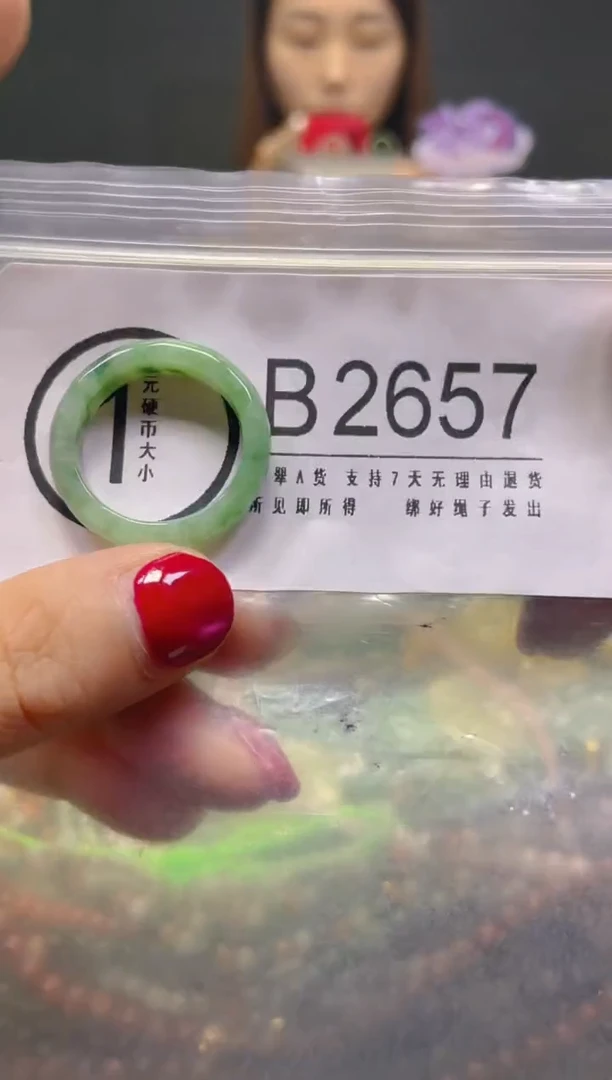 1
元硬币大小
B2657
翠A货 支持7天无理由退货
所见即所得 绑好绳子发出